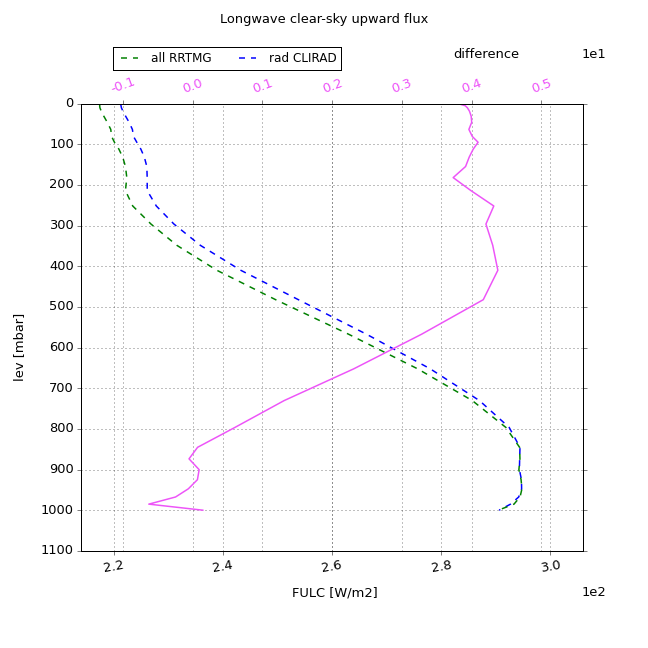 Longwave clear-sky upward flux
all RRTMG rad CLIRAD difference 1e1
-0.1 0.0 0.1 0.2 0.3 0.4 0.5
0
100
200
300
400
500
600
700
800
900
1000
1100
lev [mbar]
2.2 2.4 2.6 2.8 3.0
FULC [W/m2] 1e2